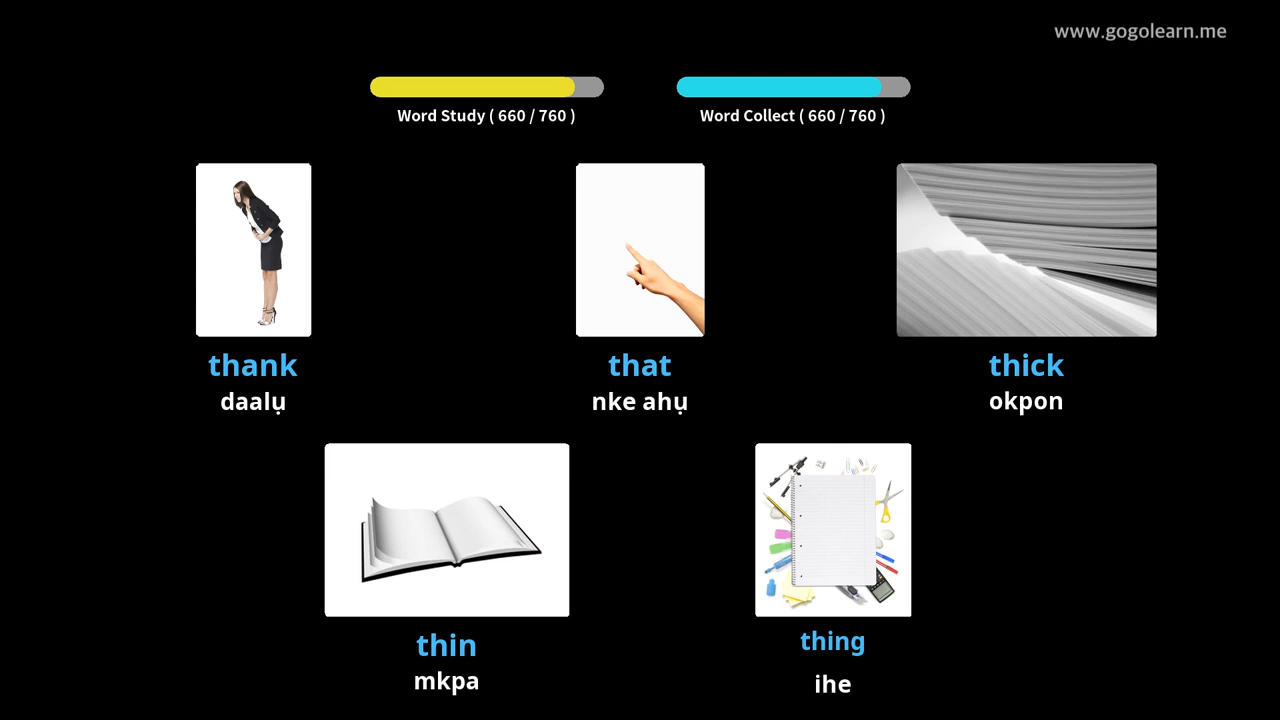 www.gogolearn.me
Word Study ( 660 / 760 )
Word Collect ( 660 / 760 )
thank
daalụ
that
nke ahụ
thick
okpon
thin
mkpa
thing
ihe